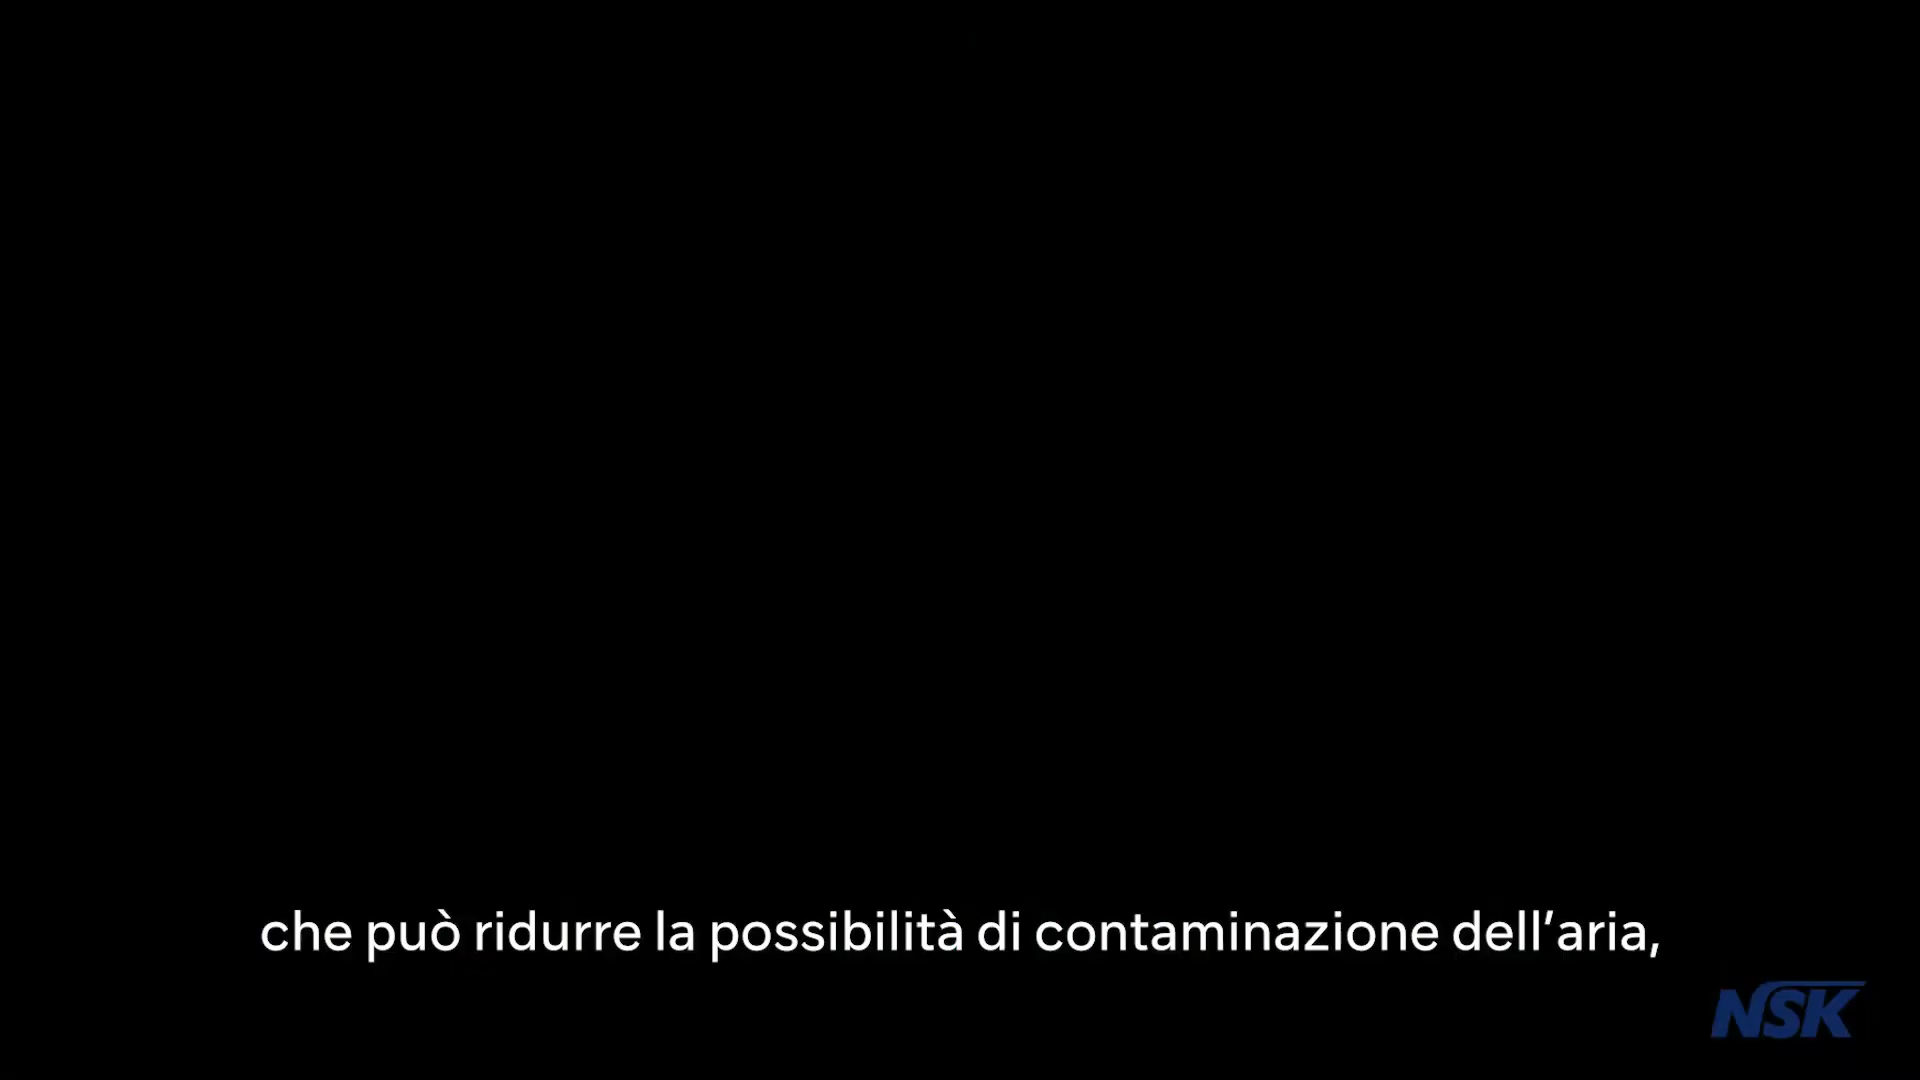 che può ridurre la possibilità di contaminazione dell’aria,
NSK